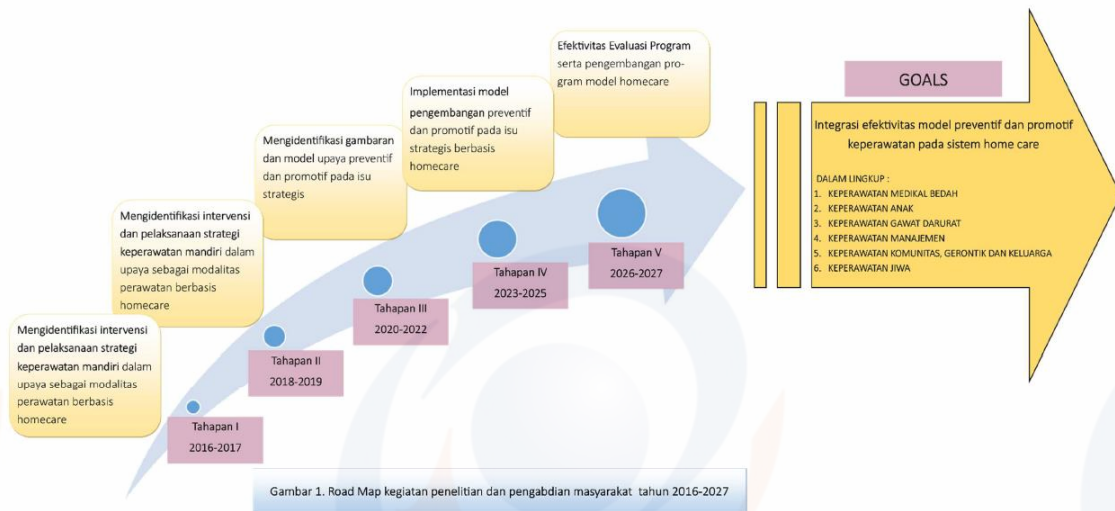 Mengidentifikasi intervensi
dan pelaksanaan strategi
keperawatan mandiri dalam
upaya sebagai modalitas
perawatan berbasis
homecare
Tahapan I
2016-2017
Mengidentifikasi intervensi
dan pelaksanaan strategi
keperawatan mandiri dalam
upaya sebagai modalitas
perawatan berbasis
homecare
Tahapan II
2018-2019
Mengidentifikasi gambaran
dan model upaya preventif
dan promotif pada isu
strategis
Tahapan III
2020-2022
Implementasi model
pengembangan preventif
dan promotif pada isu
strategis berbasis
homecare
Tahapan IV
2023-2025
Efektivitas Evaluasi Program
serta pengembangan pro-
gram model homecare
Tahapan V
2026-2027
GOALS
Integrasi efektivitas model preventif dan promotif
keperawatan pada sistem home care
DALAM LINGKUP :
1. KEPERAWATAN MEDIKAL BEDAH
2. KEPERAWATAN ANAK
3. KEPERAWATAN GAWAT DARURAT
4. KEPERAWATAN MANAJEMEN
5. KEPERAWATAN KOMUNITAS, GERONTIK DAN KELUARGA
6. KEPERAWATAN JIWA
Gambar 1. Road Map kegiatan penelitian dan pengabdian masyarakat tahun 2016-2027